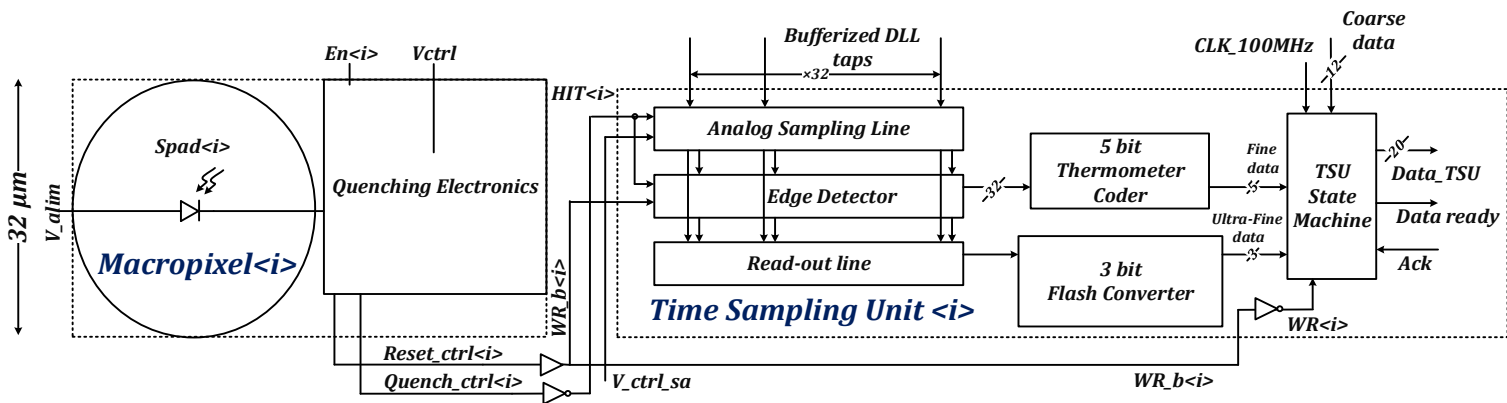 En<i>
Vctrl
HIT<i>
Bufferized DLL
taps
×32
CLK_100MHz
Coarse
data
12
32 μm
V_alim
Spad<i>
Macropixel<i>
Quenching Electronics
WR_b<i>
Analog Sampling Line
Edge Detector
Read-out line
32
5 bit
Thermometer
Coder
3 bit
Flash Converter
Fine
data
5
Ultra-Fine
data
TSU
State
Machine
20
Data_TSU
Data ready
Ack
Time Sampling Unit <i>
WR<i>
Reset_ctrl<i>
Quench_ctrl<i>
V_ctrl_sa
WR_b<i>